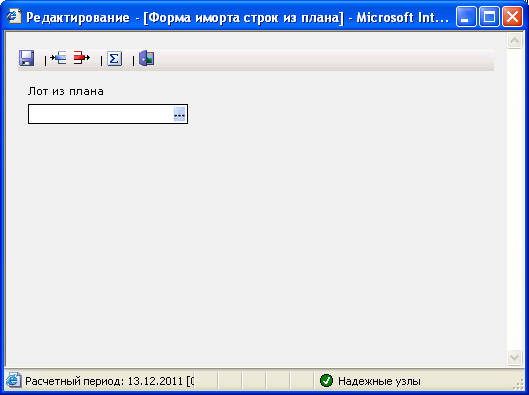 Редактирование - [Форма иморта строк из плана] - Microsoft Int...
Σ
Лот из плана
...
Расчетный период: 13.12.2011 [
Надежные узлы